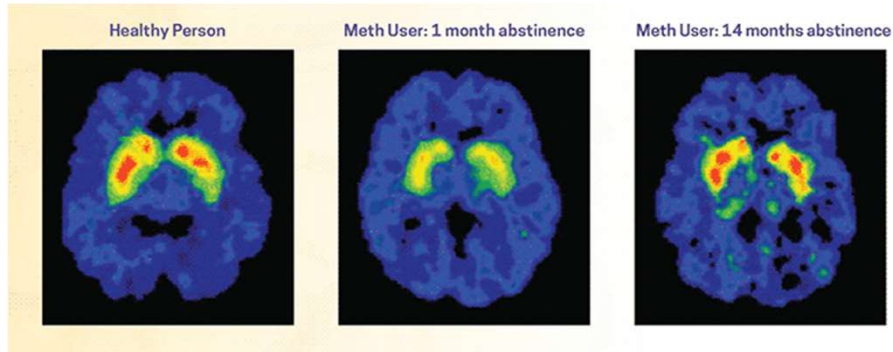 Healthy Person
Meth User: 1 month abstinence
Meth User: 14 months abstinence